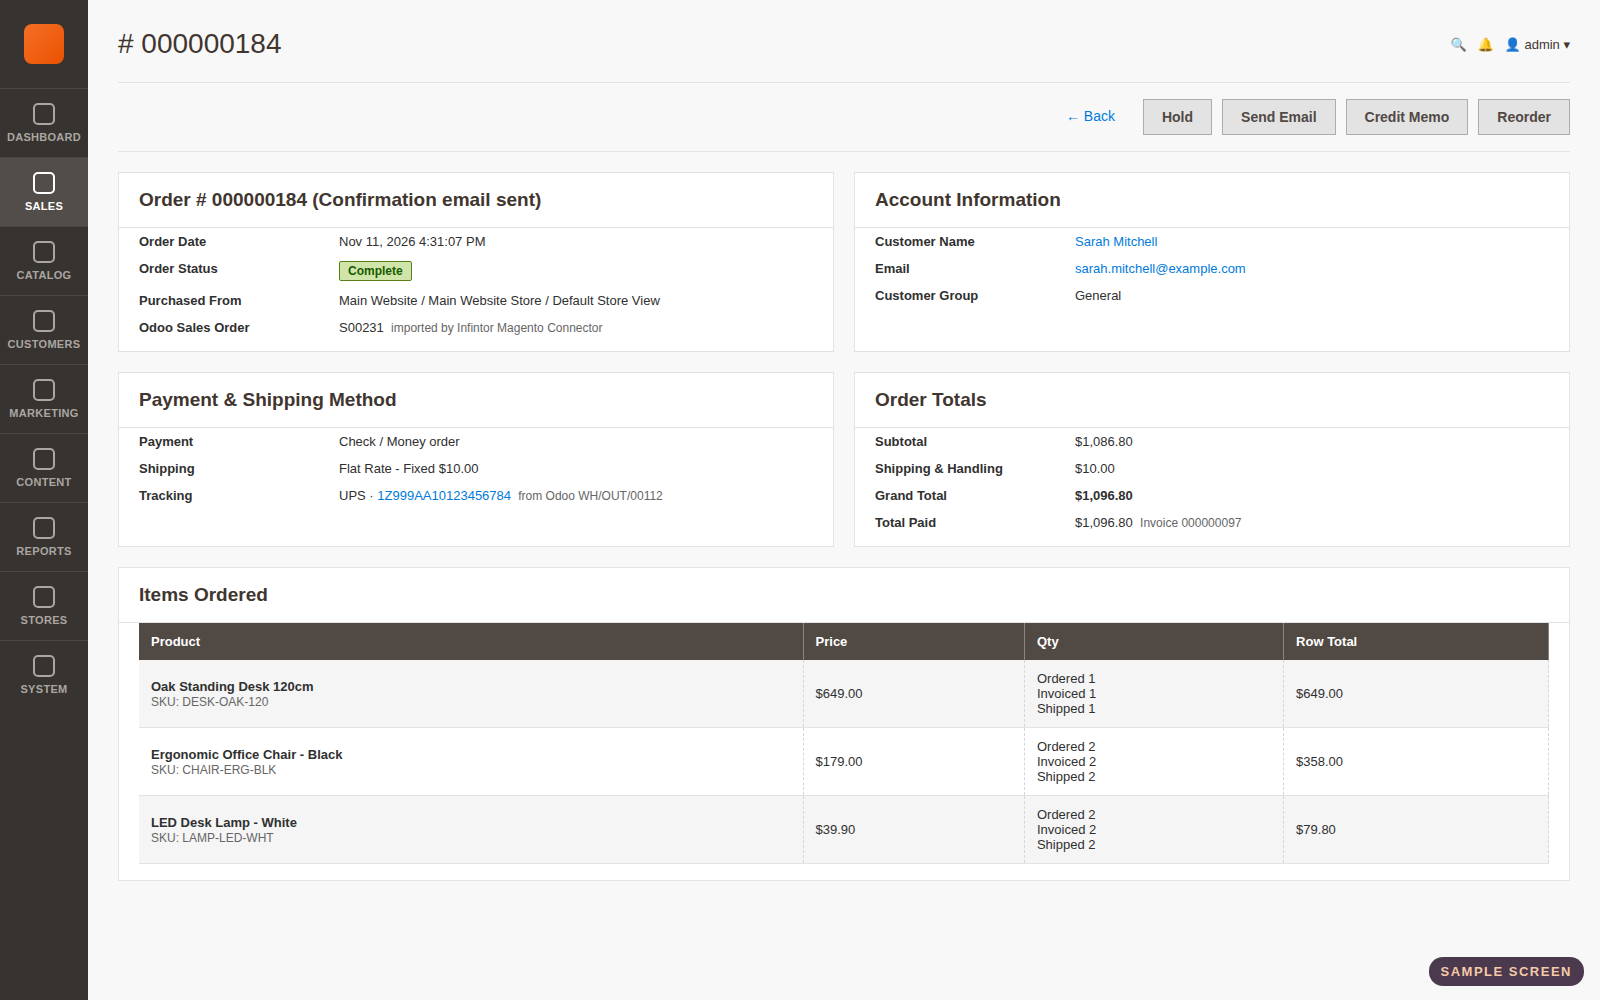 # 000000184
admin ▾
← Back
Hold
Send Email
Credit Memo
Reorder
DASHBOARD
SALES
CATALOG
CUSTOMERS
MARKETING
CONTENT
REPORTS
STORES
SYSTEM
Order # 000000184 (Confirmation email sent)
Order Date Nov 11, 2026 4:31:07 PM
Order Status Complete
Purchased From Main Website / Main Website Store / Default Store View
Odoo Sales Order S00231 imported by Infintor Magento Connector
Account Information
Customer Name Sarah Mitchell
Email sarah.mitchell@example.com
Customer Group General
Payment & Shipping Method
Payment Check / Money order
Shipping Flat Rate - Fixed $10.00
Tracking UPS · 1Z999AA10123456784 from Odoo WH/OUT/00112
Order Totals
Subtotal $1,086.80
Shipping & Handling $10.00
Grand Total $1,096.80
Total Paid $1,096.80 Invoice 000000097
Items Ordered
Product Price Qty Row Total
Oak Standing Desk 120cm
SKU: DESK-OAK-120
$649.00
Ordered 1
Invoiced 1
Shipped 1
$649.00
Ergonomic Office Chair - Black
SKU: CHAIR-ERG-BLK
$179.00
Ordered 2
Invoiced 2
Shipped 2
$358.00
LED Desk Lamp - White
SKU: LAMP-LED-WHT
$39.90
Ordered 2
Invoiced 2
Shipped 2
$79.80
SAMPLE SCREEN